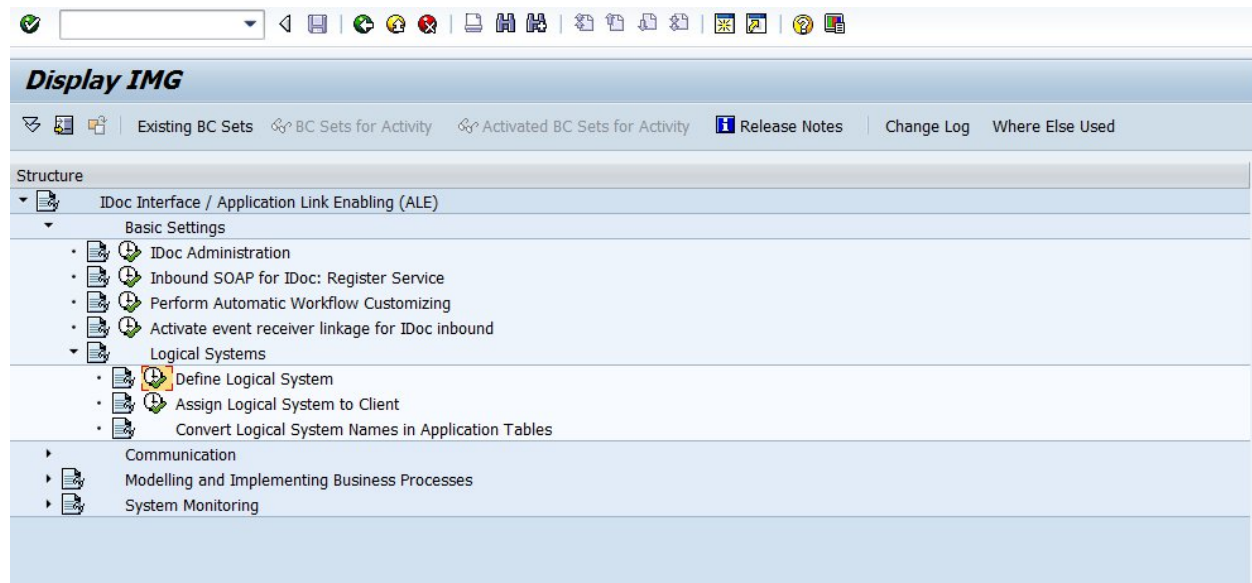 Display IMG
Existing BC Sets BC Sets for Activity Activated BC Sets for Activity Release Notes Change Log Where Else Used
Structure
IDoc Interface / Application Link Enabling (ALE)
Basic Settings
IDoc Administration
Inbound SOAP for IDoc: Register Service
Perform Automatic Workflow Customizing
Activate event receiver linkage for IDoc inbound
Logical Systems
Define Logical System
Assign Logical System to Client
Convert Logical System Names in Application Tables
Communication
Modelling and Implementing Business Processes
System Monitoring